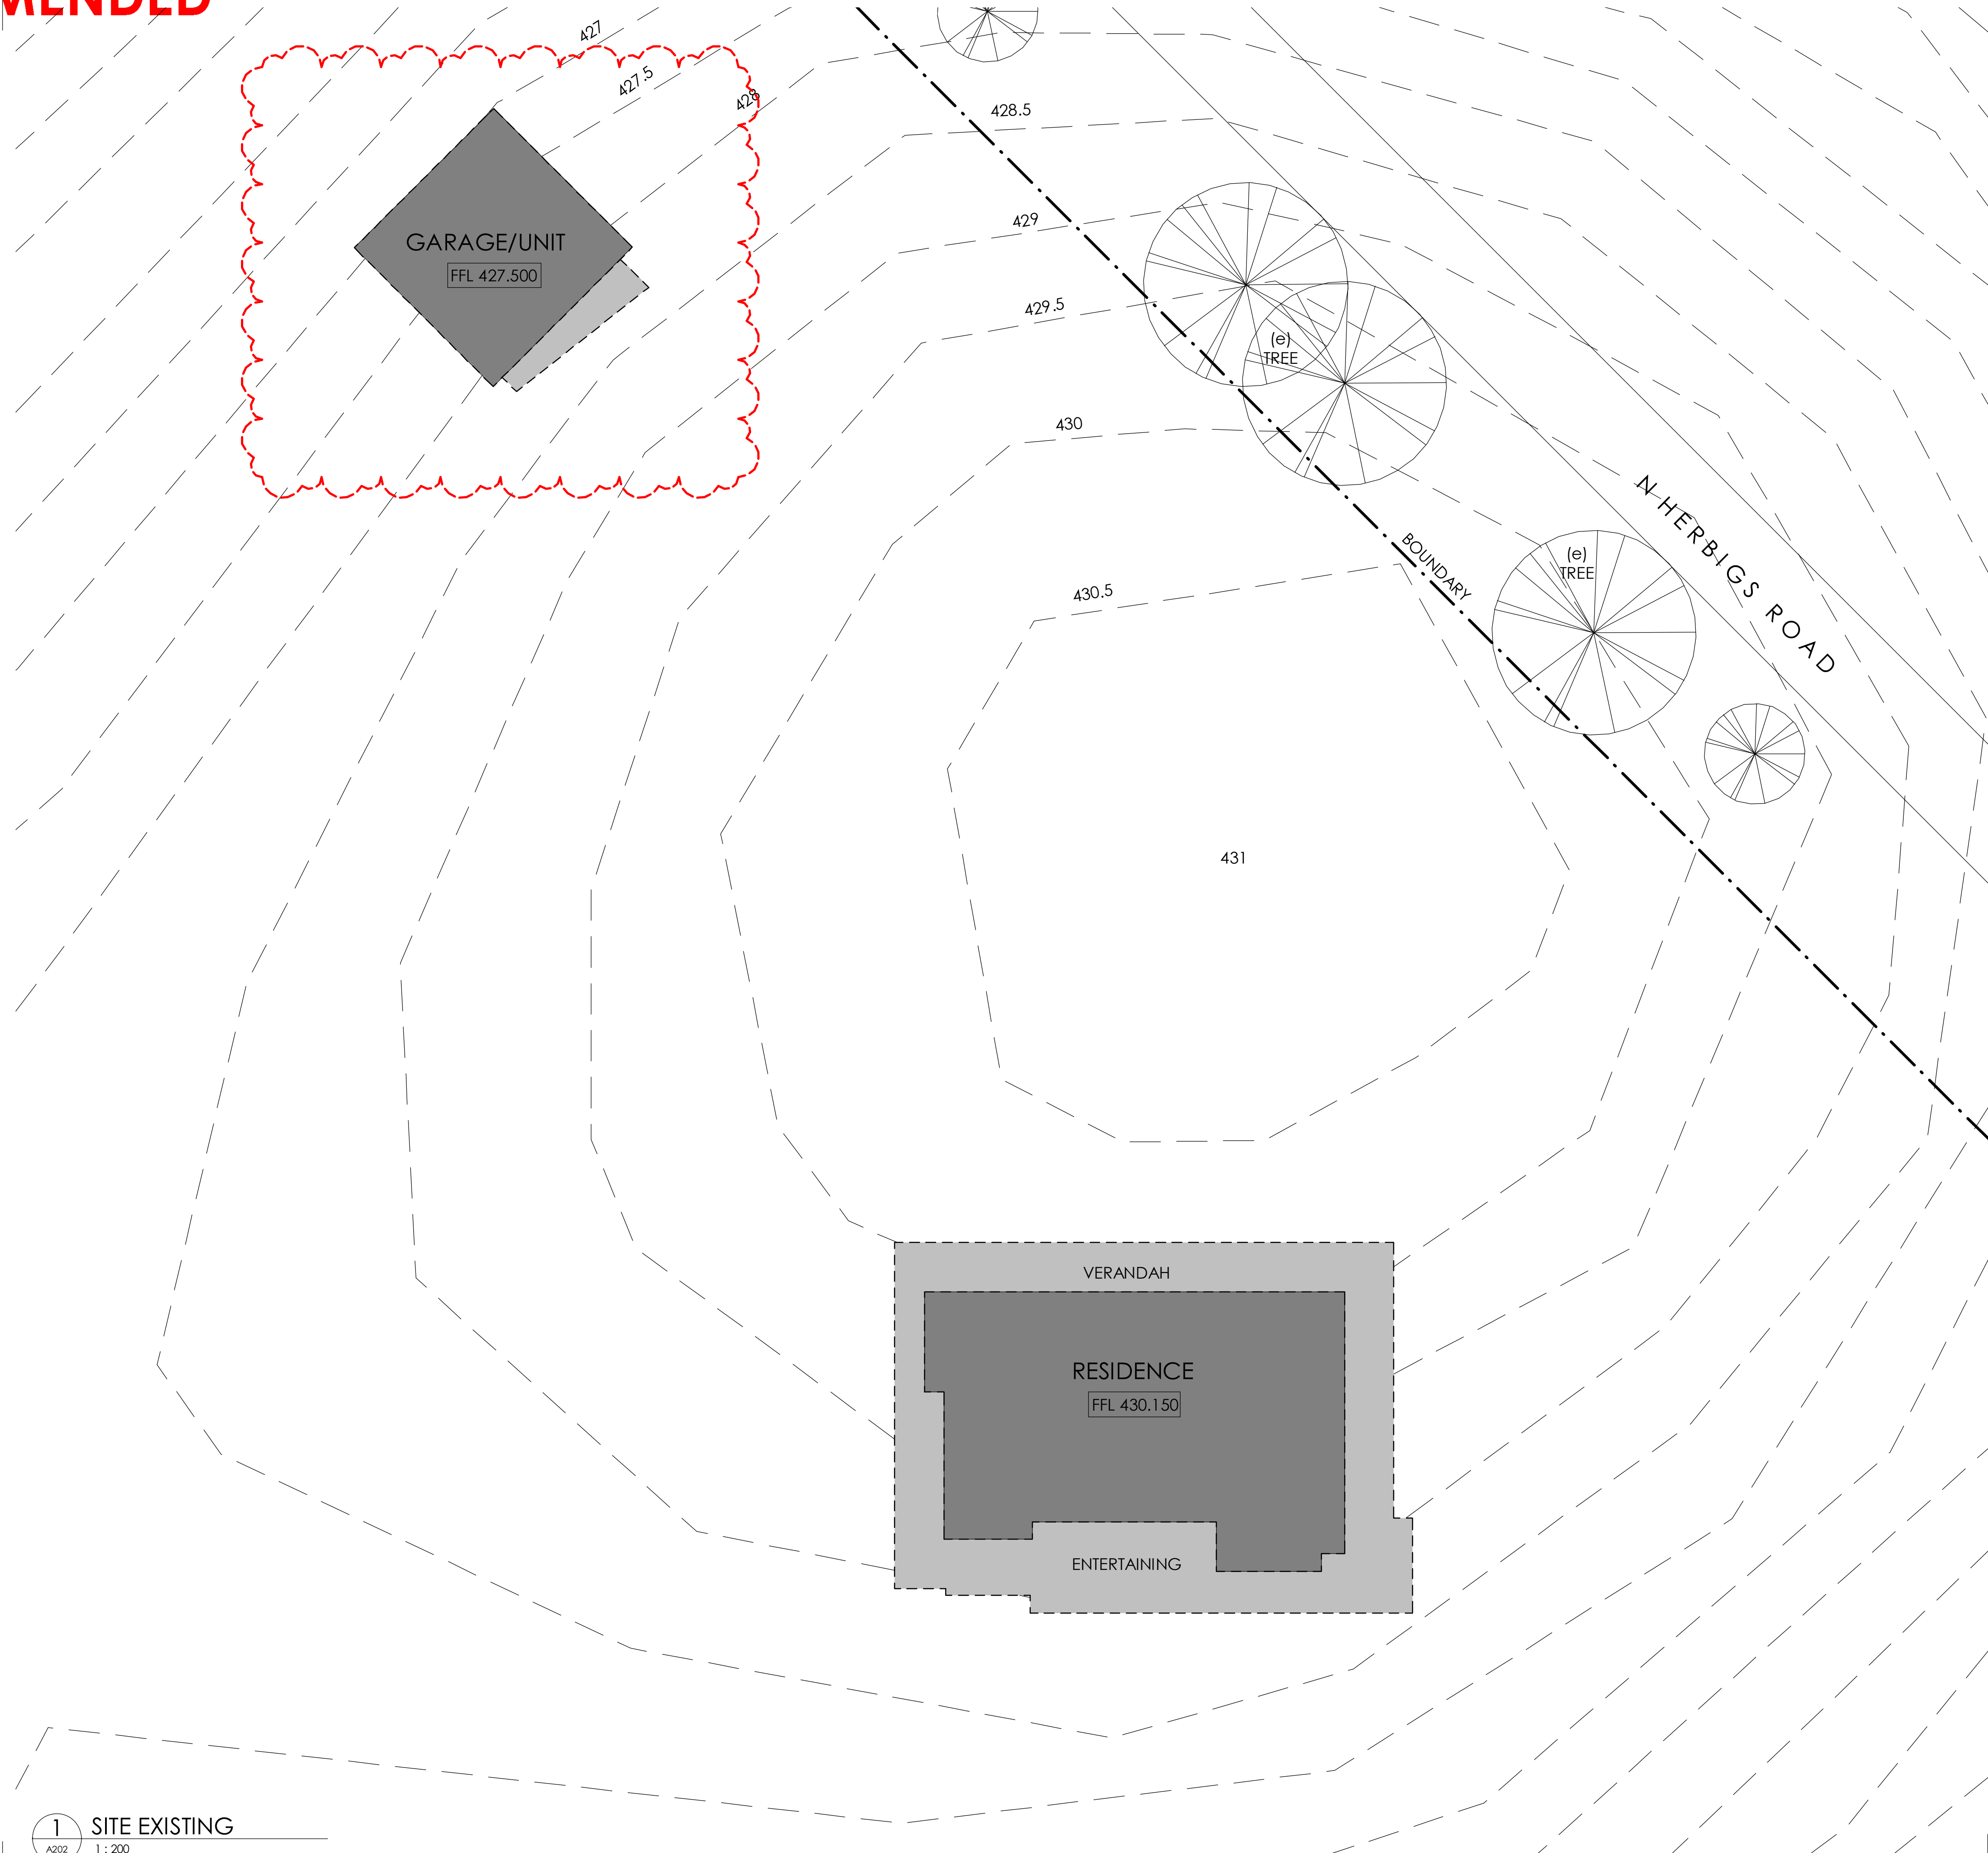 427
427.5
428
428.5
GARAGE/UNIT
FFL 427.500
429
429.5
(e)
TREE
430
N HERBIGS ROAD
BOUNDARY
(e)
TREE
430.5
431
VERANDAH
RESIDENCE
FFL 430.150
ENTERTAINING
1
A202
SITE EXISTING
1 : 200